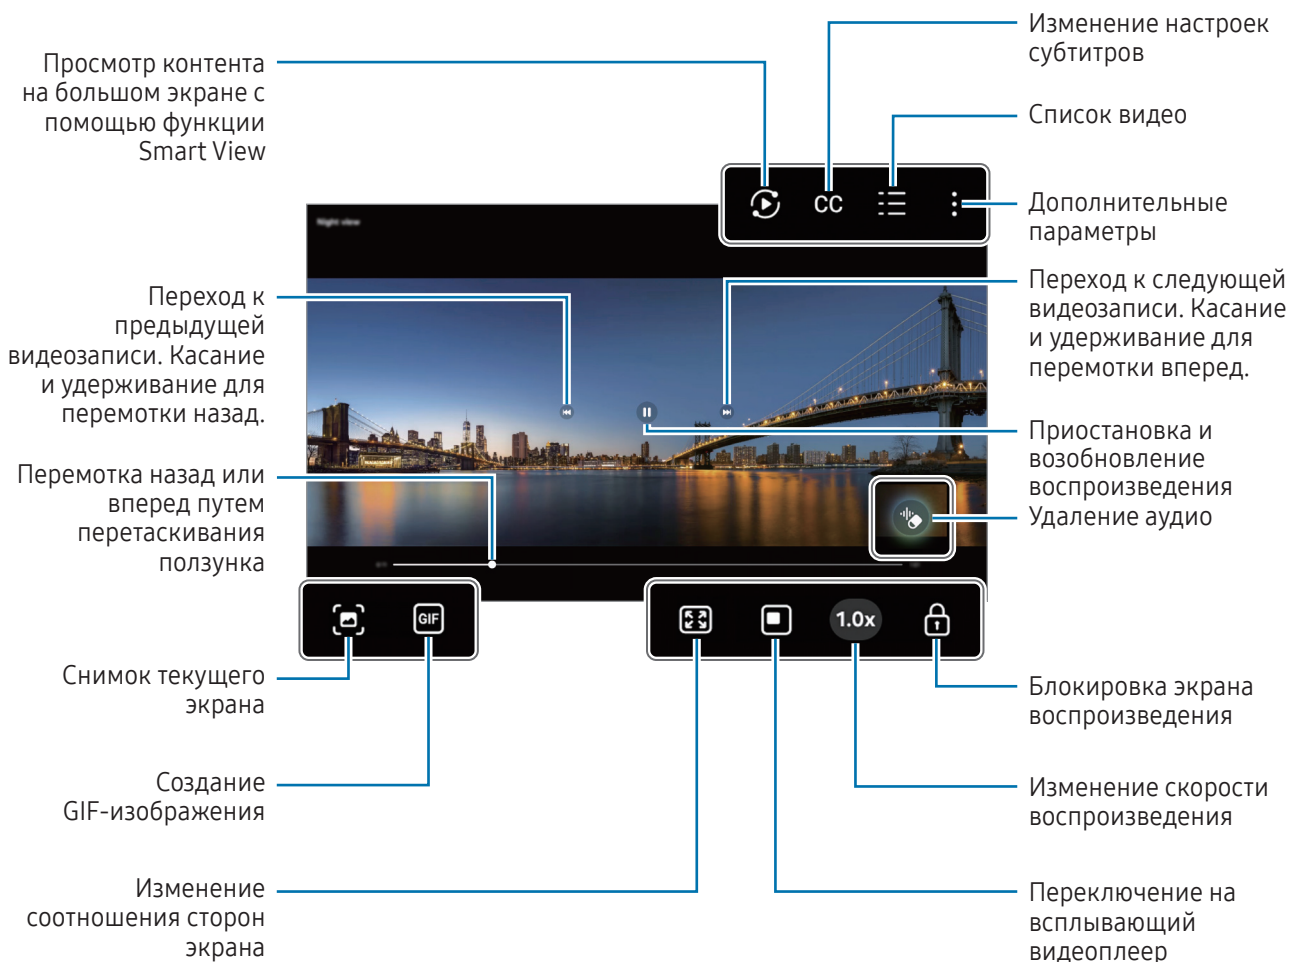 Просмотр контента
на большом экране с
помощью функции
Smart View
Изменение настроек
субтитров
Список видео
CC
Дополнительные
параметры
Night view
Переход к
предыдущей
видеозаписи. Касание
и удерживание для
перемотки назад.
Переход к следующей
видеозаписи. Касание
и удерживание для
перемотки вперед.
Приостановка и
возобновление
воспроизведения
Перемотка назад или
вперед путем
перетаскивания
ползунка
Удаление аудио
GIF
1.0x
Снимок текущего
экрана
Блокировка экрана
воспроизведения
Создание
GIF-изображения
Изменение скорости
воспроизведения
Изменение
соотношения сторон
экрана
Переключение на
всплывающий
видеоплеер